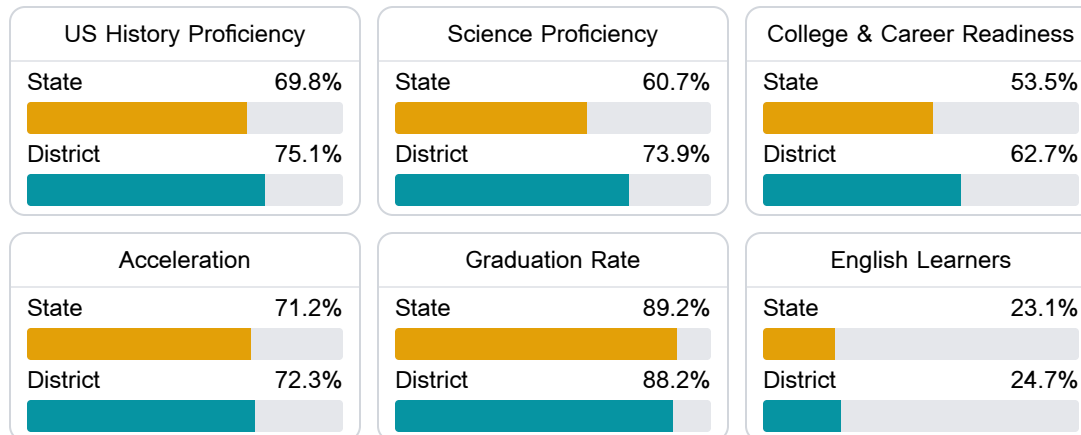 US History Proficiency
State 69.8%
District 75.1%
Science Proficiency
State 60.7%
District 73.9%
College & Career Readiness
State 53.5%
District 62.7%
Acceleration
State 71.2%
District 72.3%
Graduation Rate
State 89.2%
District 88.2%
English Learners
State 23.1%
District 24.7%